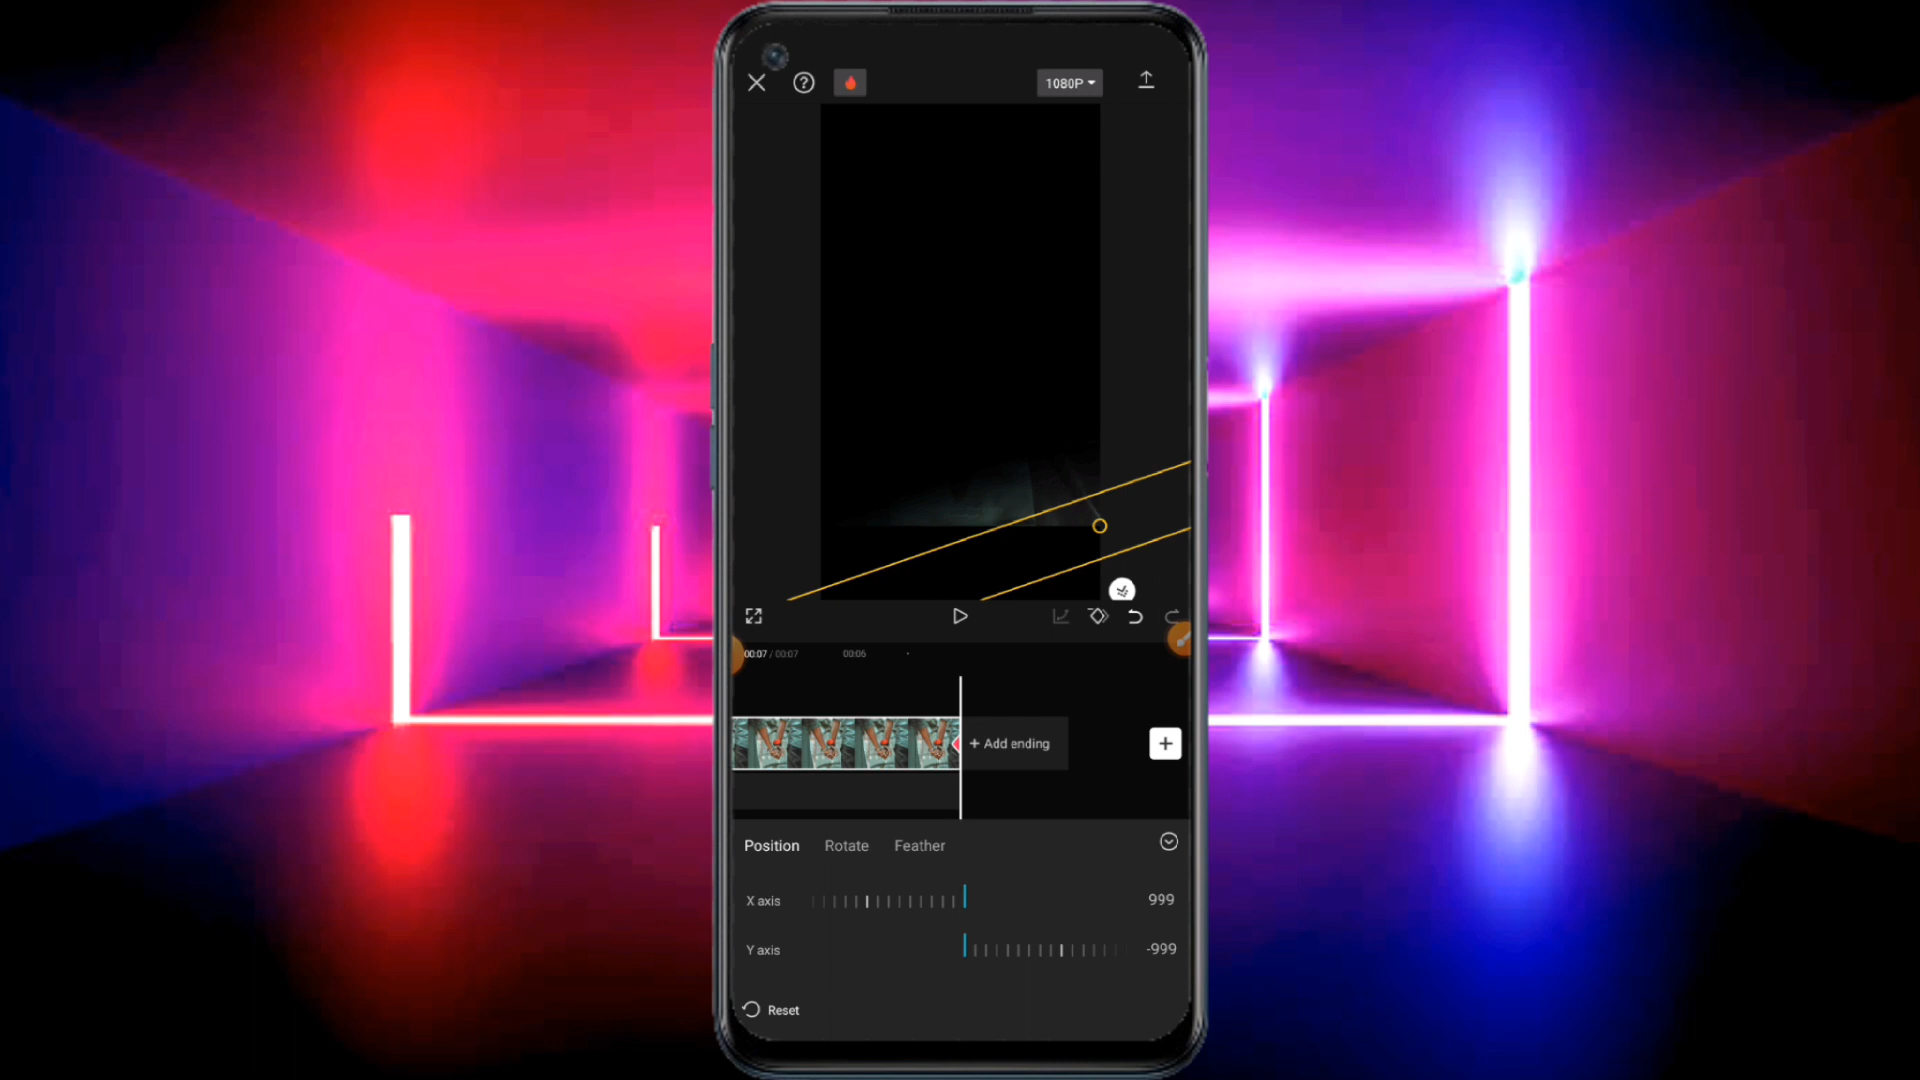 1080P
00:07 / 00:07
00:06
+ Add ending
Position
Rotate
Feather
X axis
999
Y axis
-999
Reset